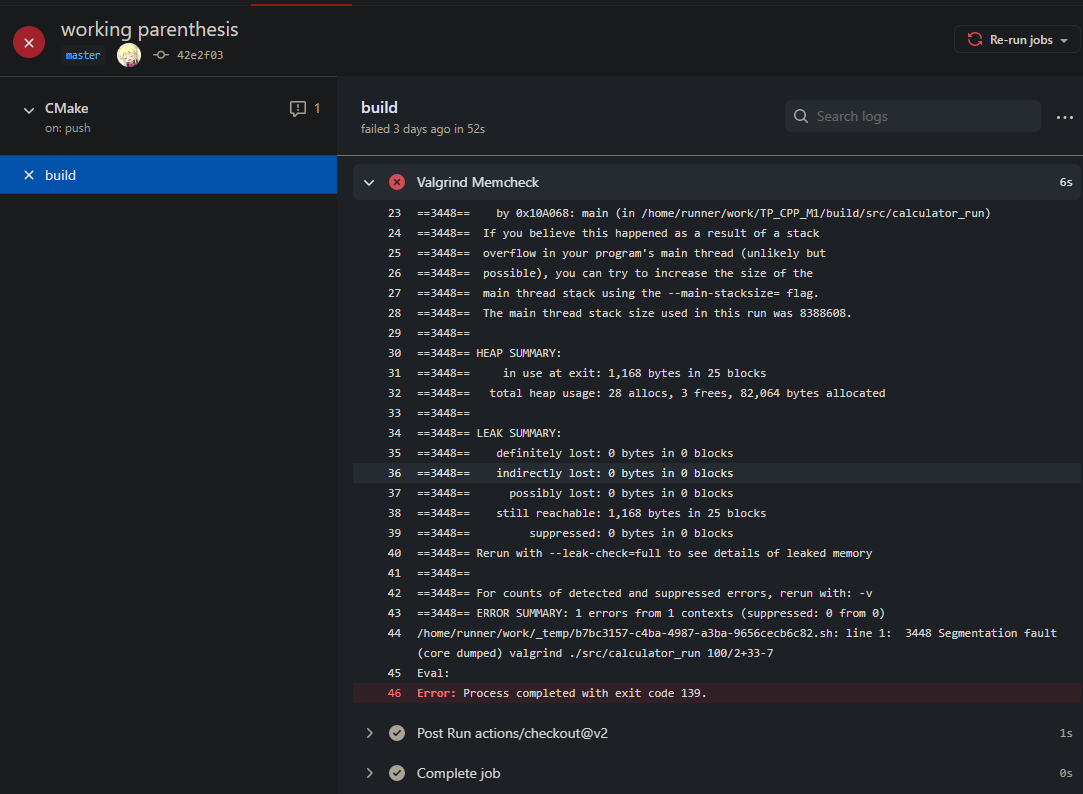 working parenthesis
master 42e2f03
Re-run jobs
CMake 1
on: push
build
build
failed 3 days ago in 52s
Search logs
Valgrind Memcheck 6s
23 ==3448==    by 0x10A068: main (in /home/runner/work/TP_CPP_M1/build/src/calculator_run)
24 ==3448==  If you believe this happened as a result of a stack
25 ==3448==  overflow in your program's main thread (unlikely but
26 ==3448==  possible), you can try to increase the size of the
27 ==3448==  main thread stack using the --main-stacksize= flag.
28 ==3448==  The main thread stack size used in this run was 8388608.
29 ==3448==
30 ==3448== HEAP SUMMARY:
31 ==3448==     in use at exit: 1,168 bytes in 25 blocks
32 ==3448==   total heap usage: 28 allocs, 3 frees, 82,064 bytes allocated
33 ==3448==
34 ==3448== LEAK SUMMARY:
35 ==3448==    definitely lost: 0 bytes in 0 blocks
36 ==3448==    indirectly lost: 0 bytes in 0 blocks
37 ==3448==      possibly lost: 0 bytes in 0 blocks
38 ==3448==    still reachable: 1,168 bytes in 25 blocks
39 ==3448==         suppressed: 0 bytes in 0 blocks
40 ==3448== Rerun with --leak-check=full to see details of leaked memory
41 ==3448==
42 ==3448== For counts of detected and suppressed errors, rerun with: -v
43 ==3448== ERROR SUMMARY: 1 errors from 1 contexts (suppressed: 0 from 0)
44 /home/runner/work/_temp/b7bc3157-c4ba-4987-a3ba-9656cecb6c82.sh: line 1:  3448 Segmentation fault
(core dumped) valgrind ./src/calculator_run 100/2+33-7
45 Eval:
46 Error: Process completed with exit code 139.
Post Run actions/checkout@v2 1s
Complete job 0s